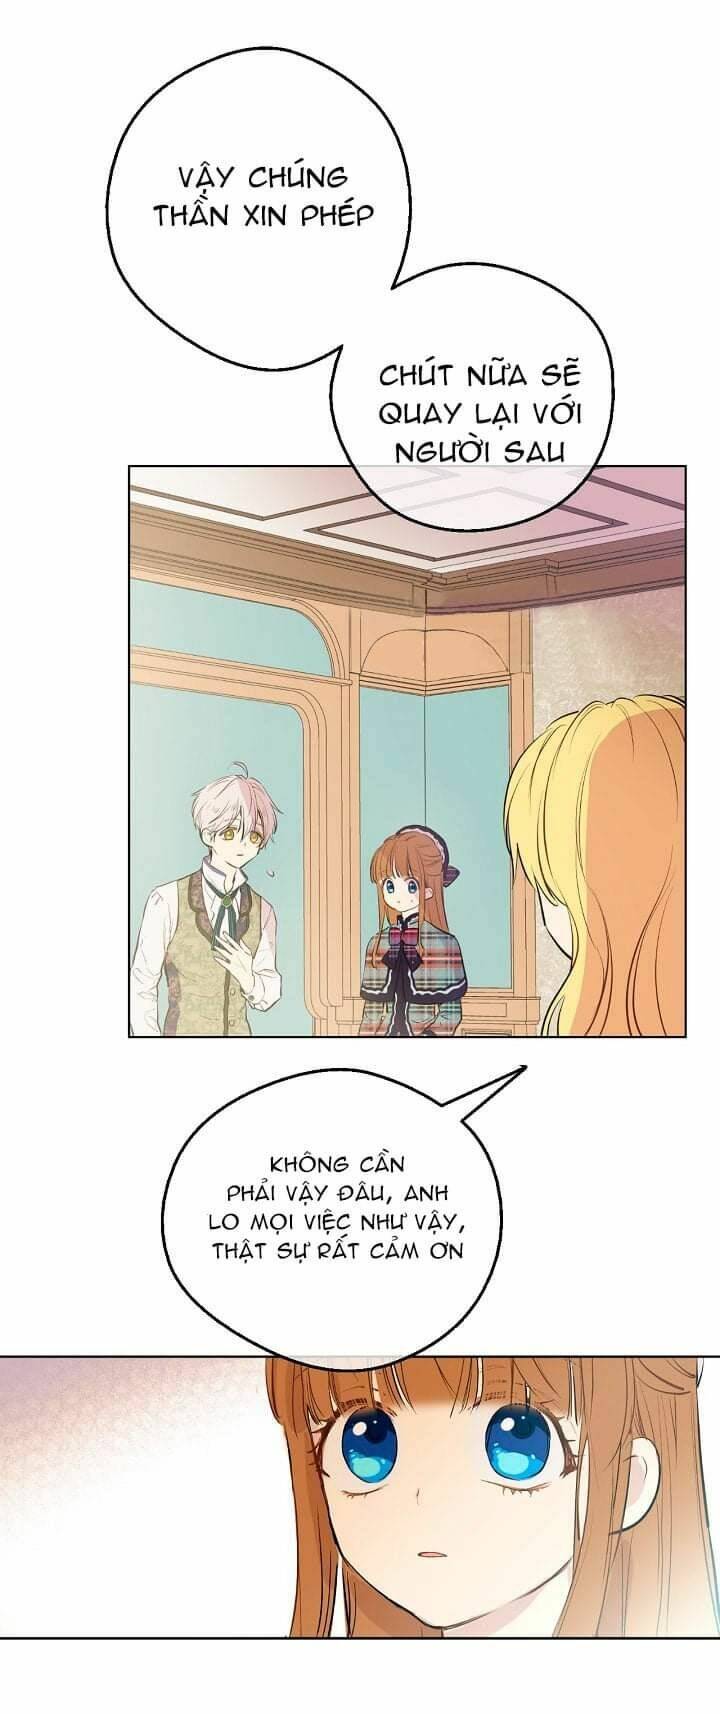 VẬY CHÚNG
THẦN XIN PHÉP
CHÚT NỮA SẼ
QUAY LẠI VỚI
NGƯỜI SAU
KHÔNG CẦN
PHẢI VẬY ĐÂU, ANH
LO MỌI VIỆC NHƯ VẬY,
THẬT SỰ RẤT CẢM ƠN